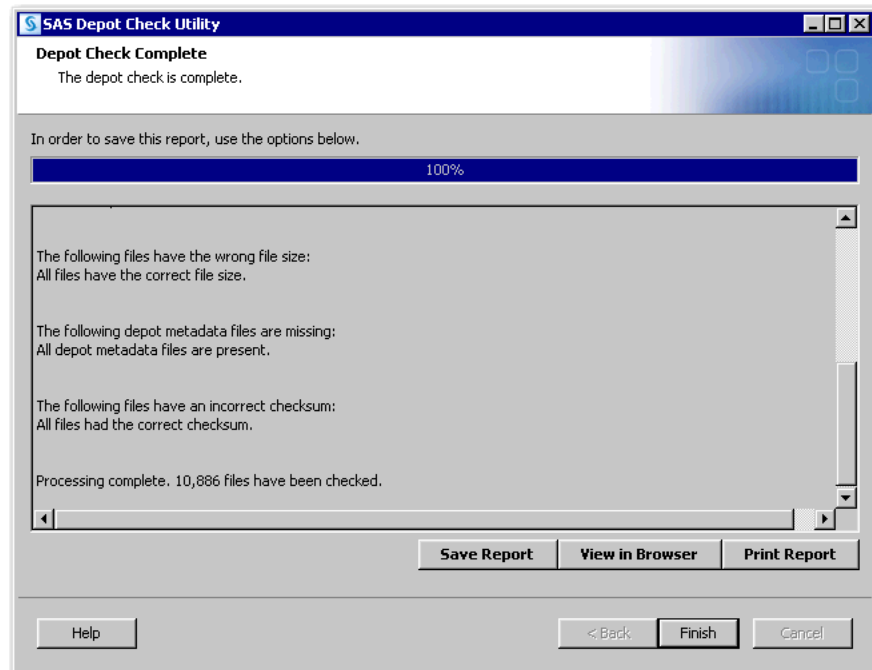 SAS Depot Check Utility
Depot Check Complete
The depot check is complete.
In order to save this report, use the options below.
100%
The following files have the wrong file size:
All files have the correct file size.
The following depot metadata files are missing:
All depot metadata files are present.
The following files have an incorrect checksum:
All files had the correct checksum.
Processing complete. 10,886 files have been checked.
Save Report View in Browser Print Report
Help < Back Finish Cancel